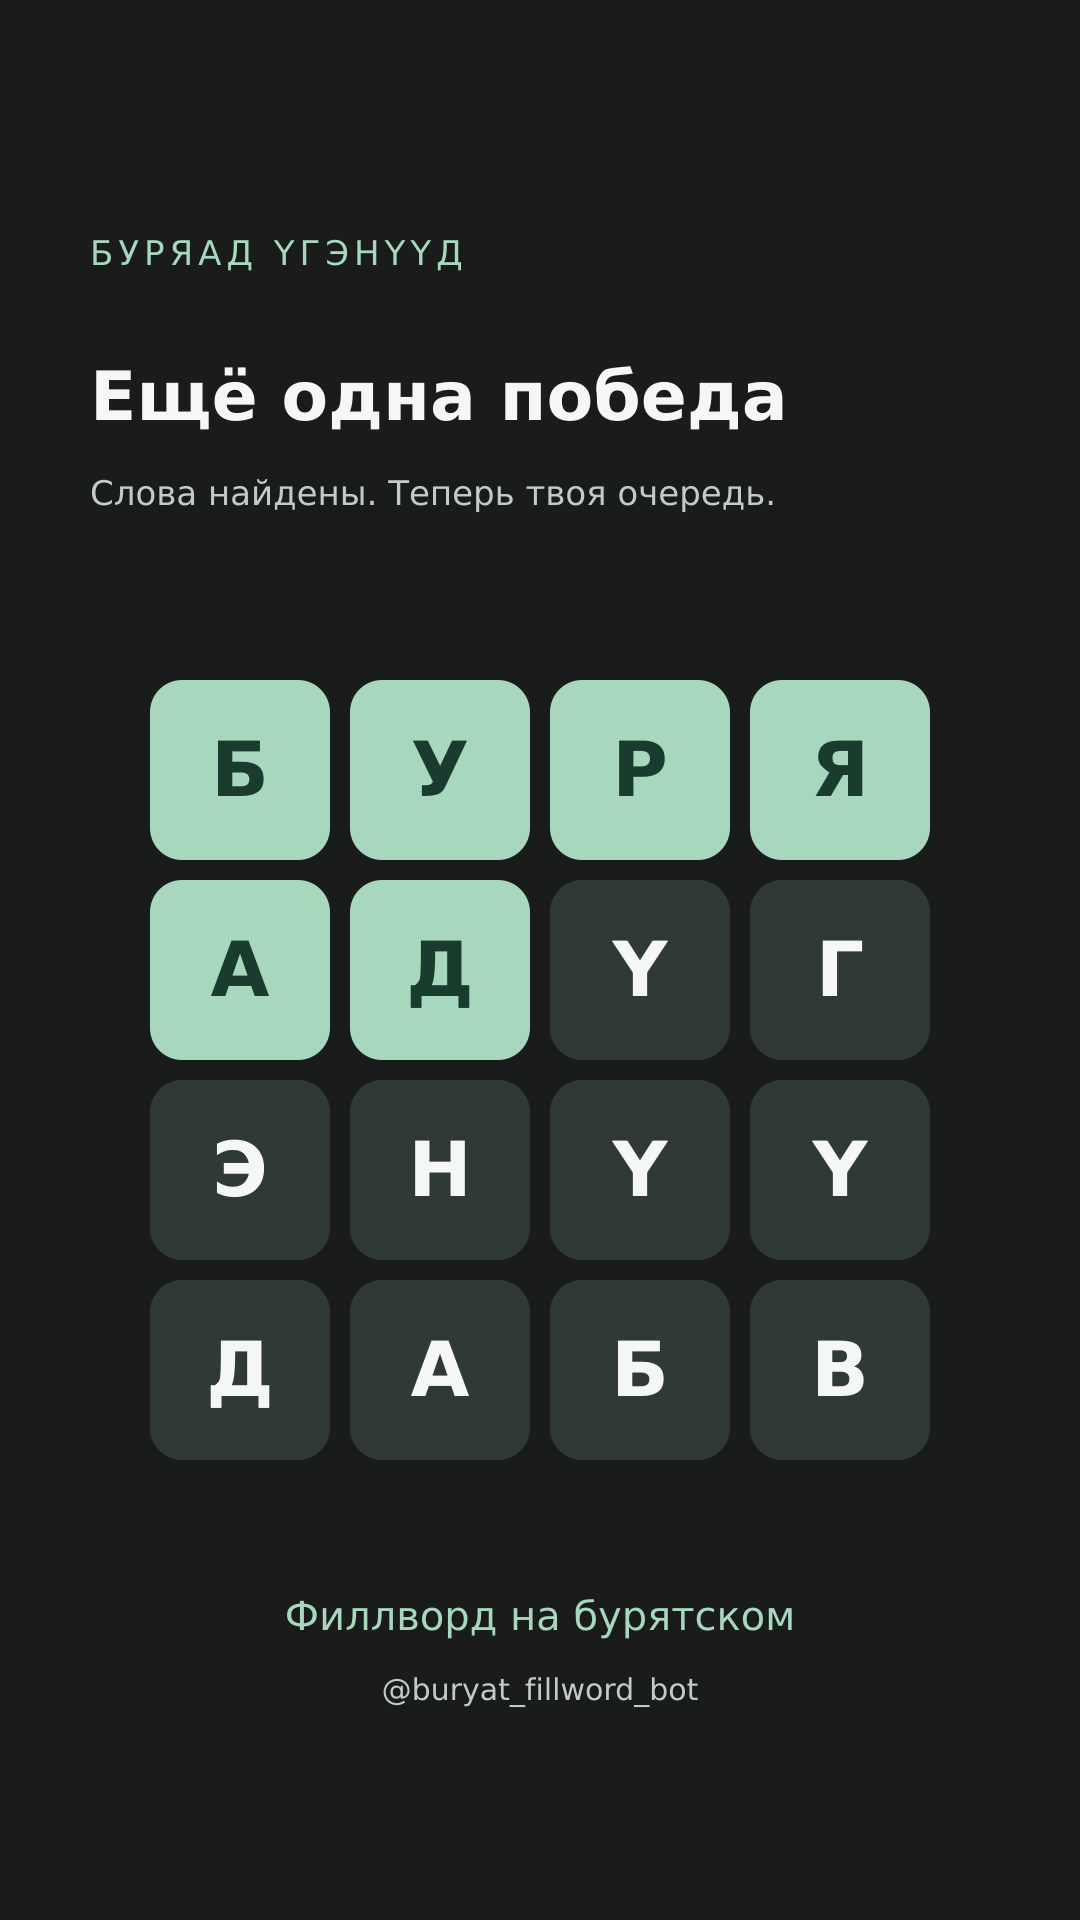 БУРЯАД ҮГЭНҮҮД
Ещё одна победа
Слова найдены. Теперь твоя очередь.
Б У Р Я
А Д Ү Г
Э Н Ү Ү
Д А Б В
Филлворд на бурятском
@buryat_fillword_bot